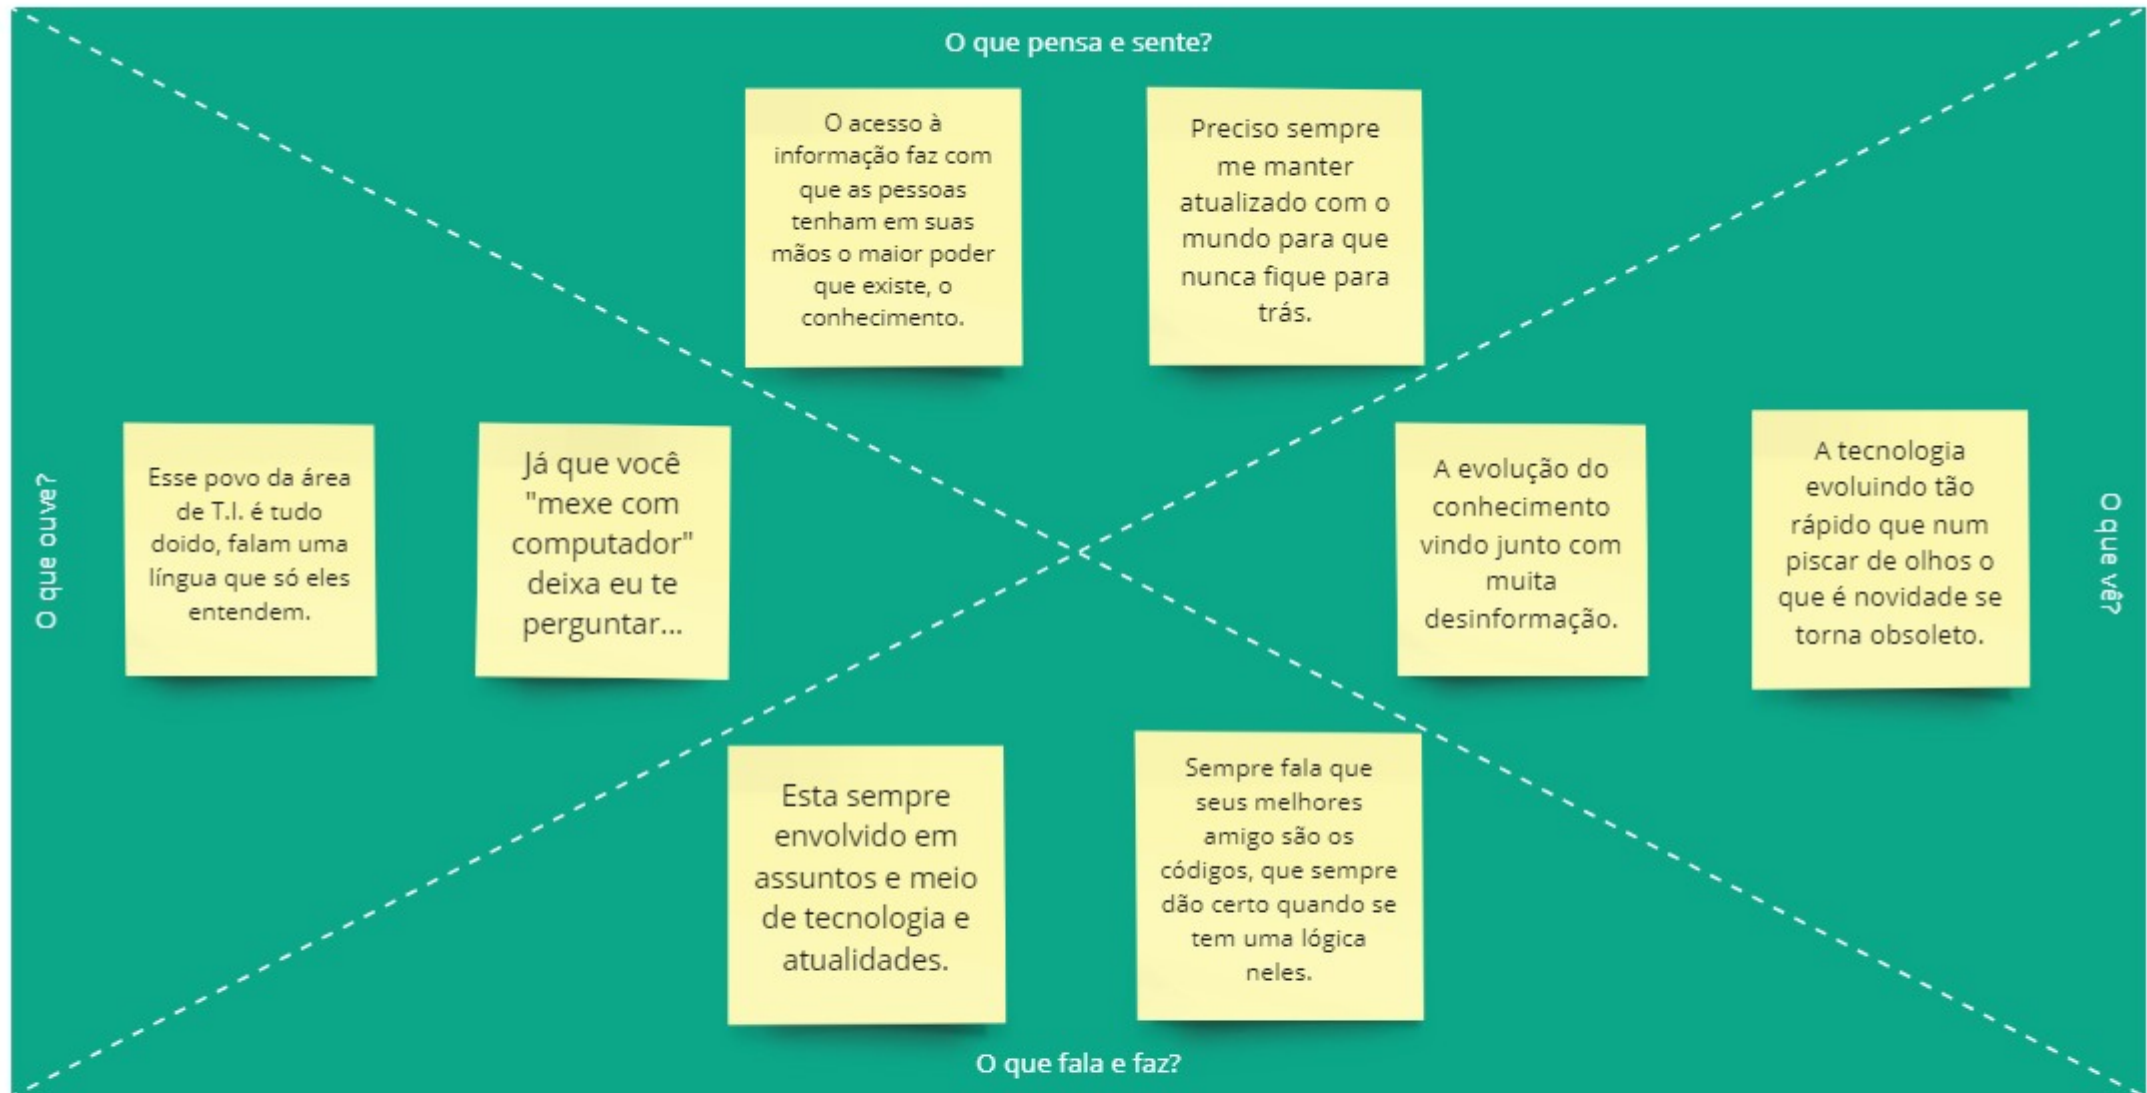 O que pensa e sente?
O acesso à
informação faz com
que as pessoas
tenham em suas
mãos o maior poder
que existe, o
conhecimento.
Preciso sempre
me manter
atualizado com o
mundo para que
nunca fique para
trás.
O que ouve?
Esse povo da área
de T.I. é tudo
doido, falam uma
língua que só eles
entendem.
Já que você
"mexe com
computador"
deixa eu te
perguntar...
A evolução do
conhecimento
vindo junto com
muita
desinformação.
A tecnologia
evoluindo tão
rápido que num
piscar de olhos o
que é novidade se
torna obsoleto.
O que vê?
Esta sempre
envolvido em
assuntos e meio
de tecnologia e
atualidades.
Sempre fala que
seus melhores
amigo são os
códigos, que sempre
dão certo quando se
tem uma lógica
neles.
O que fala e faz?